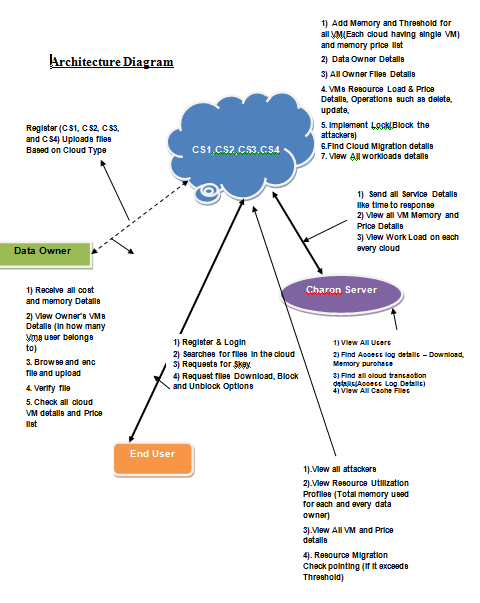 1) Add Memory and Threshold for
all VM(Each cloud having single VM)
and memory price list
2) Data Owner Details
3) All Owner Files Details
4. VMs Resource Load & Price
Details, Operations such as delete,
update,
5. Implement Lock(Block the
attackers)
6.Find Cloud Migration details
7. View All workloads details
Architecture Diagram
Register (CS1, CS2, CS3,
and CS4) Uploads files
Based on Cloud Type
CS1,CS2,CS3,CS4
1) Send all Service Details
like time to response
2) View all VM Memory and
Price Details
3) View Work Load on each
every cloud
Data Owner
Charon Server
1) Receive all cost
and memory Details
2) View Owner's VMs
Details (in how many
Vms user belongs
to)
3. Browse and enc
file and upload
4. Verify file
5. Check all cloud
VM details and Price
list
1) Register & Login
2) Searches for files in the cloud
3) Requests for Skey
4) Request files Download, Block
and Unblock Options
1) View All Users
2) Find Access log details – Download,
Memory purchase
3) Find all cloud transaction
details(Access Log Details)
4) View All Cache Files
End User
1).View all attackers
2).View Resource Utilization
Profiles (Total memory used
for each and every data
owner)
3).View All VM and Price
details
4). Resource Migration
Check pointing (if it exceeds
Threshold)